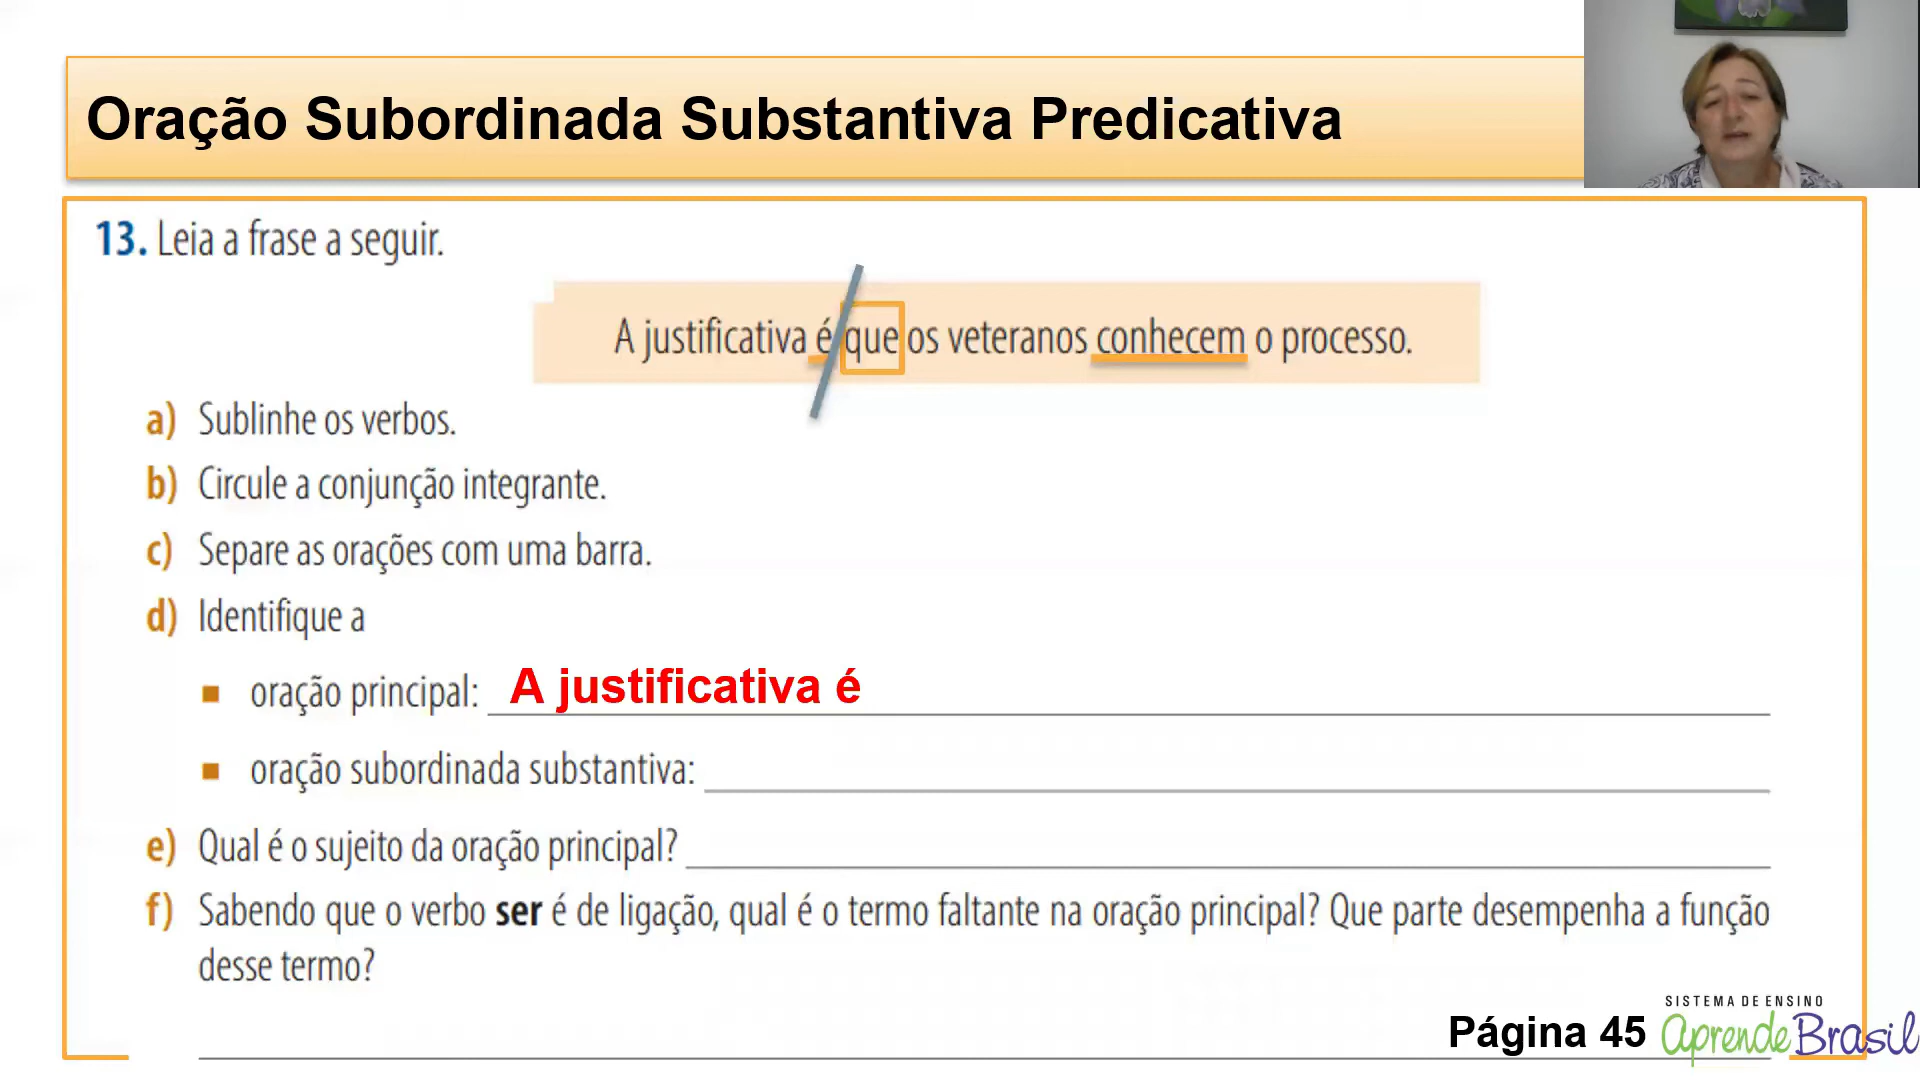 Oração Subordinada Substantiva Predicativa
13. Leia a frase a seguir.
A justificativa é que os veteranos conhecem o processo.
a) Sublinhe os verbos.
b) Circule a conjunção integrante.
c) Separe as orações com uma barra.
d) Identifique a
oração principal: A justificativa é
oração subordinada substantiva:
e) Qual é o sujeito da oração principal?
f) Sabendo que o verbo ser é de ligação, qual é o termo faltante na oração principal? Que parte desempenha a função
desse termo?
Página 45
SISTEMA DE ENSINO
aprende Brasil